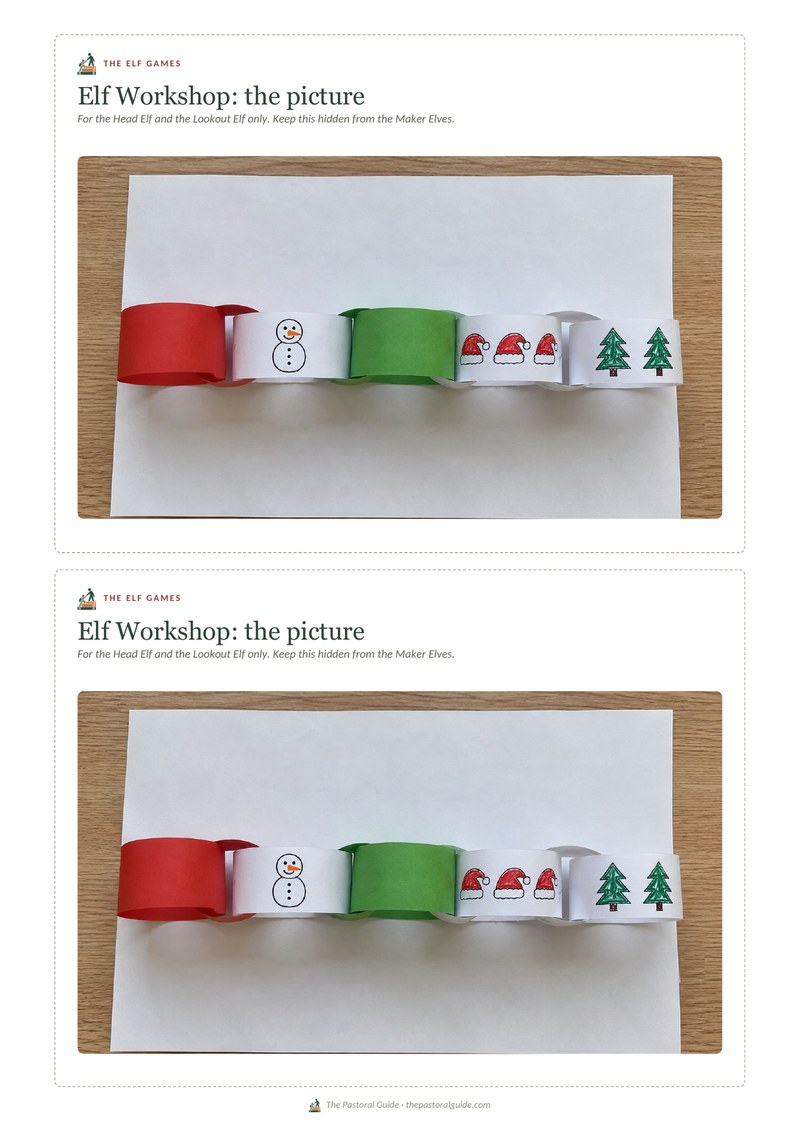 THE ELF GAMES
Elf Workshop: the picture
For the Head Elf and the Lookout Elf only. Keep this hidden from the Maker Elves.
THE ELF GAMES
Elf Workshop: the picture
For the Head Elf and the Lookout Elf only. Keep this hidden from the Maker Elves.
The Pastoral Guide · thepastoralguide.com